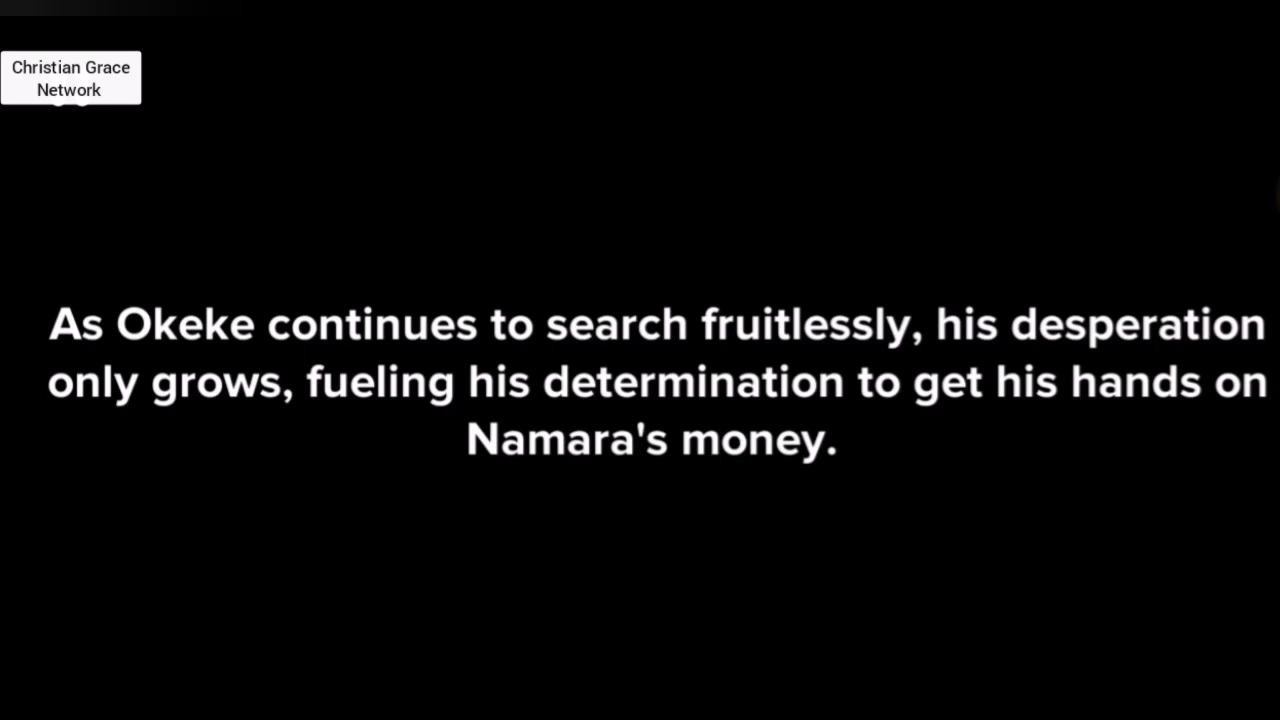 Christian Grace
Network
As Okeke continues to search fruitlessly, his desperation
only grows, fueling his determination to get his hands on
Namara's money.